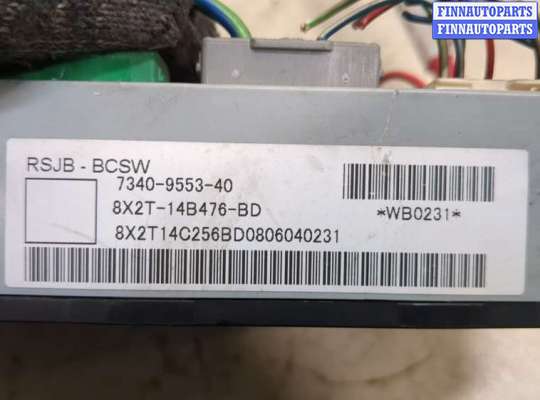 FINNAUTOPARTS
FINNAUTOPARTS
RSJB - BCSW
7340-9553-40
8X2T-14B476-BD
*WB0231*
8X2T14C256BD0806040231